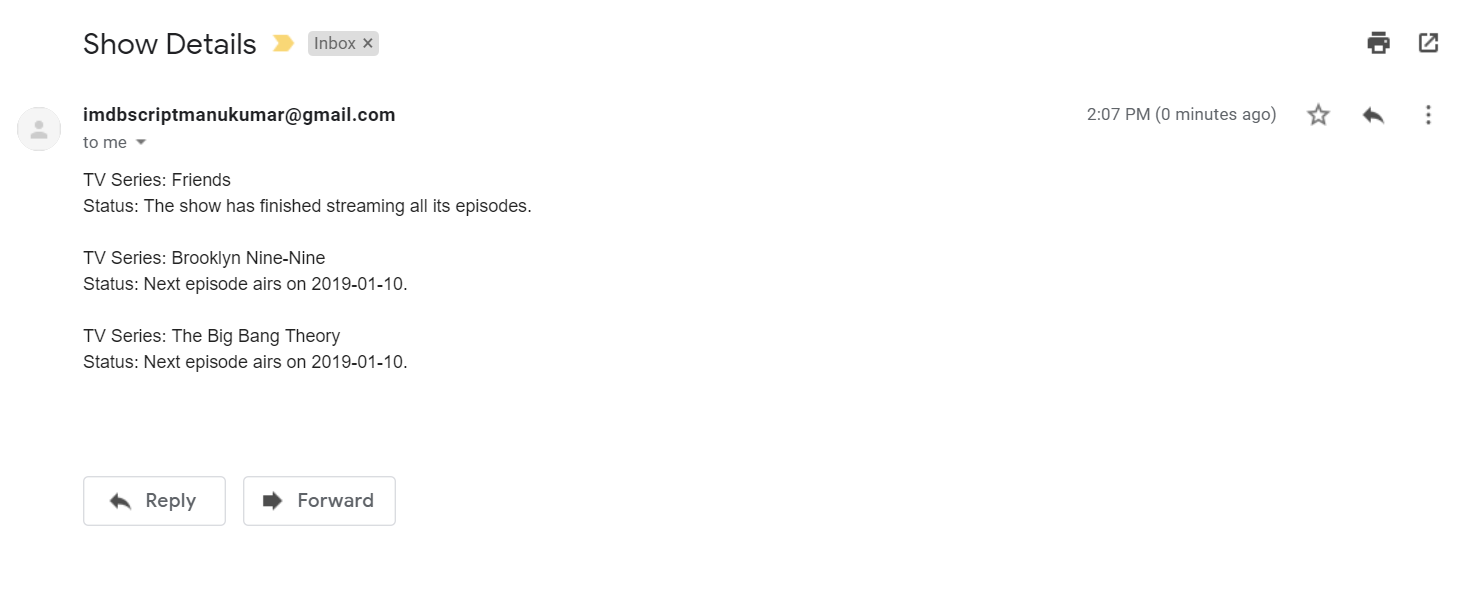 Show Details Inbox ×
imdbscriptmanukumar@gmail.com 2:07 PM (0 minutes ago)
to me
TV Series: Friends
Status: The show has finished streaming all its episodes.
TV Series: Brooklyn Nine-Nine
Status: Next episode airs on 2019-01-10.
TV Series: The Big Bang Theory
Status: Next episode airs on 2019-01-10.
Reply Forward